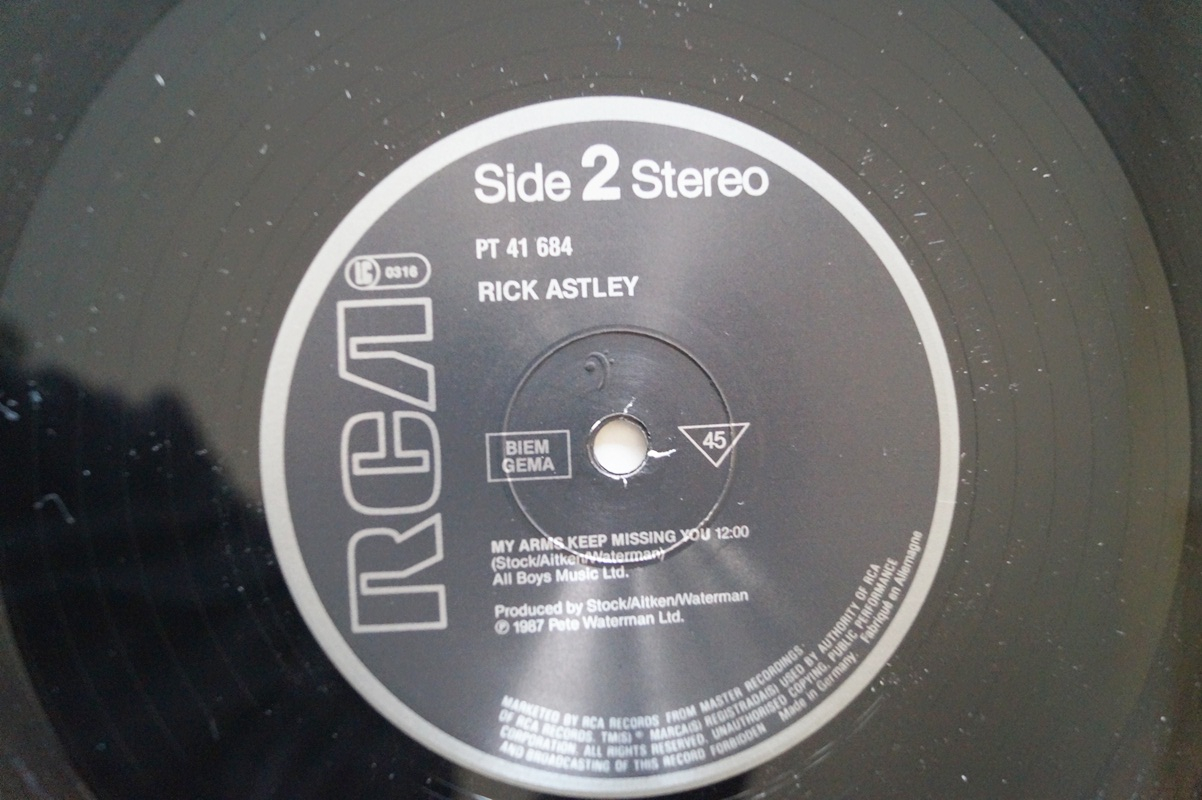 Side 2 Stereo
PT 41 684
RICK ASTLEY
LC 0316
RCA
BIEM
GEMA
45
MY ARMS KEEP MISSING YOU 12:00
(Stock/Aitken/Waterman)
All Boys Music Ltd.
Produced by Stock/Aitken/Waterman
℗ 1987 Pete Waterman Ltd.
MARKETED BY RCA RECORDS FROM MASTER RECORDINGS.
OF RCA RECORDS. TM(S) ® MARCA(S) REGISTRADA(S) USED BY AUTHORITY OF RCA
CORPORATION. ALL RIGHTS RESERVED. UNAUTHORISED COPYING, PUBLIC PERFORMANCE
AND BROADCASTING OF THIS RECORD FORBIDDEN Made in Germany. Fabriqué en Allemagne